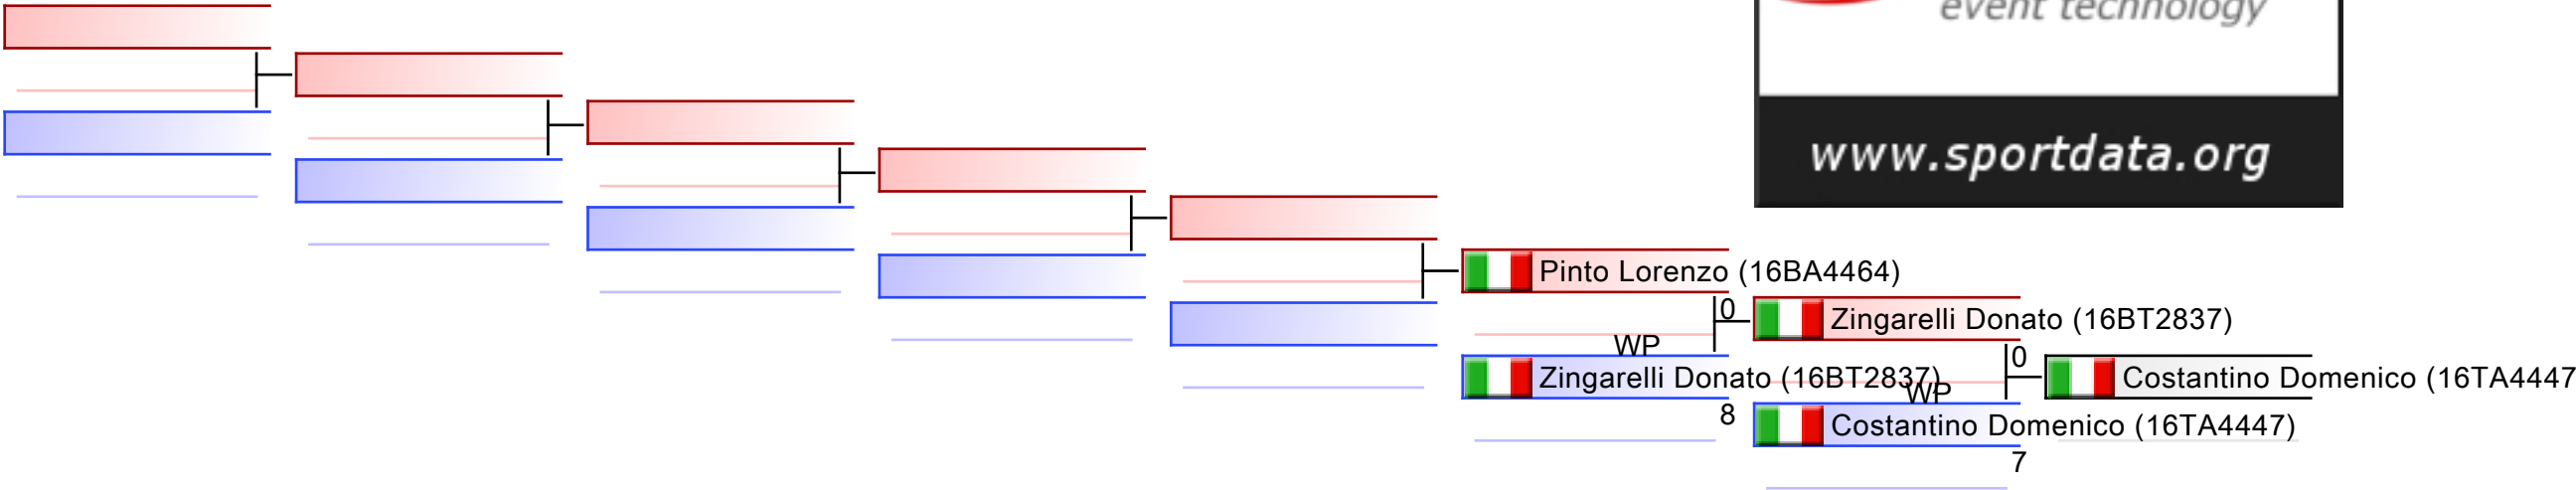 event technology
www.sportdata.org
Pinto Lorenzo (16BA4464)
0
Zingarelli Donato (16BT2837)
WP
0
Zingarelli Donato (16BT2837)
Costantino Domenico (16TA4447
WP
8
Costantino Domenico (16TA4447)
7